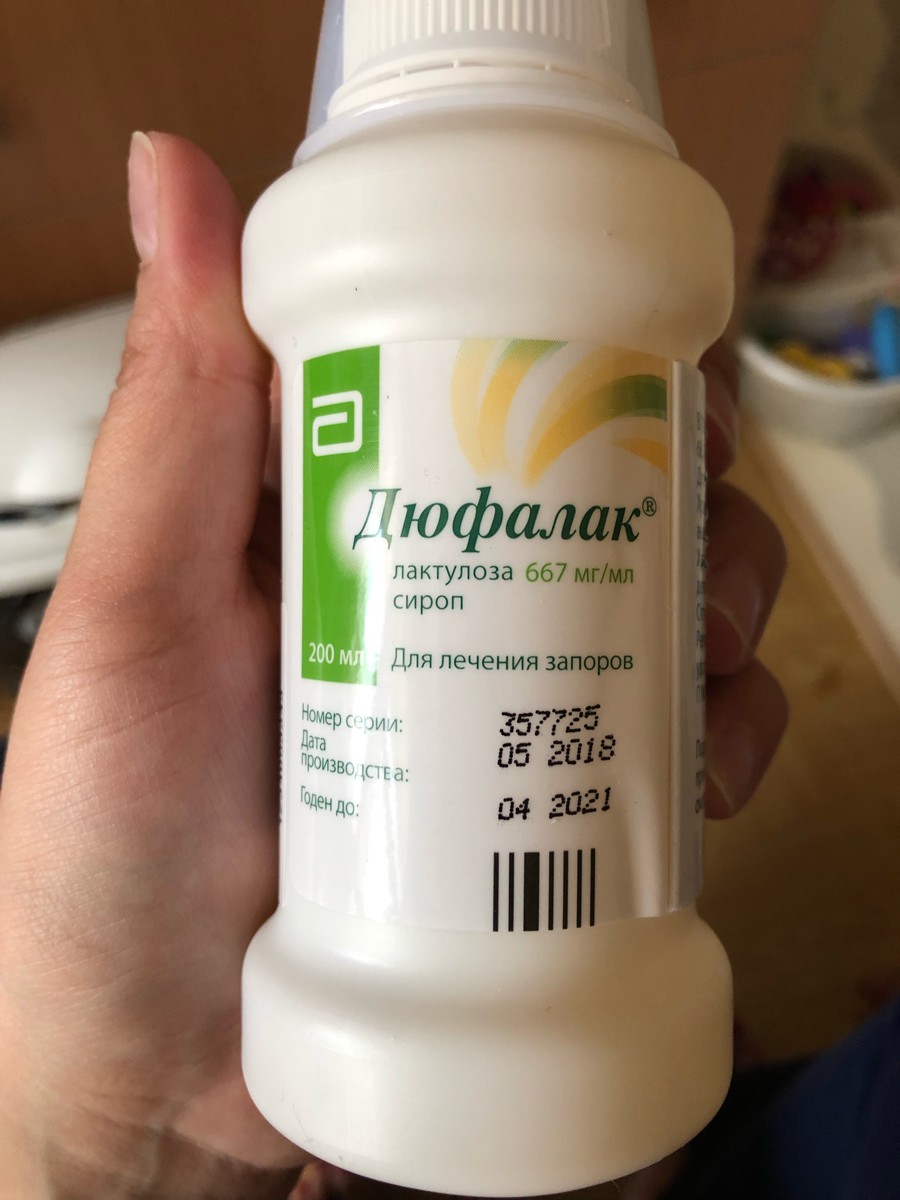 Дюфалак®
лактулоза 667 мг/мл
сироп
200 мл
Для лечения запоров
Номер серии: 357725
Дата 05 2018
производства:
Годен до: 04 2021